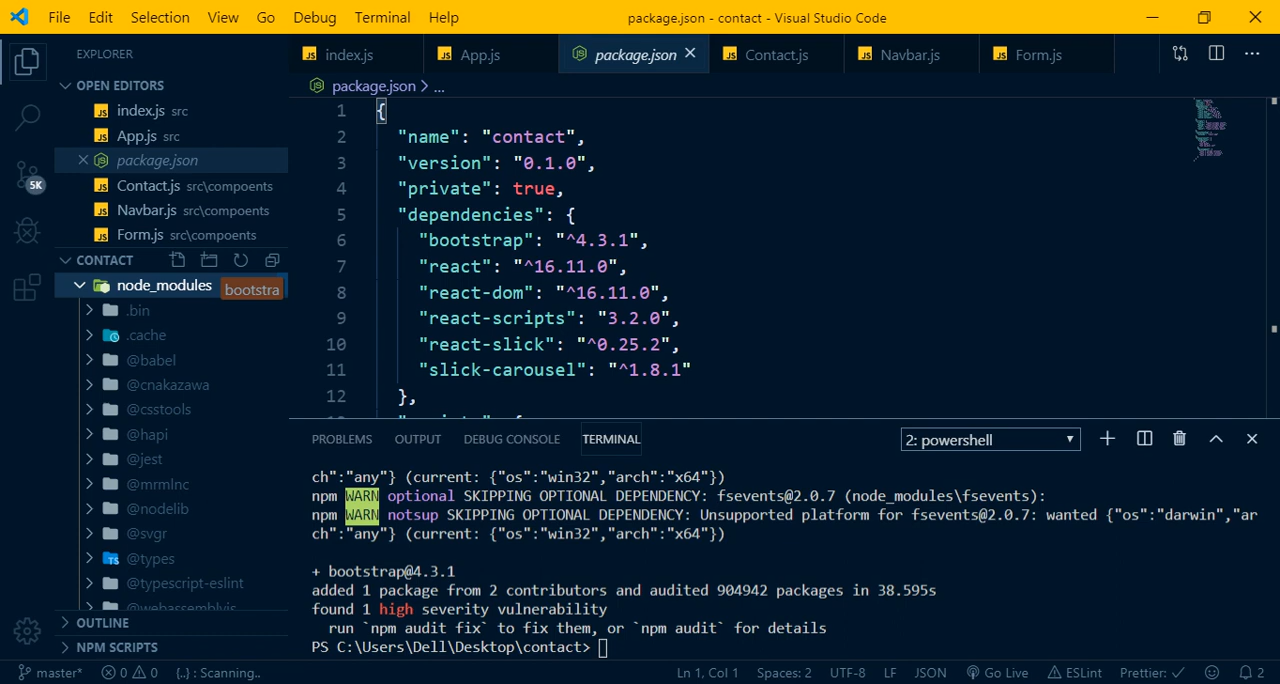 File Edit Selection View Go Debug Terminal Help
package.json - contact - Visual Studio Code
EXPLORER
OPEN EDITORS
index.js src
App.js src
package.json
Contact.js src\compoents
Navbar.js src\compoents
Form.js src\compoents
5K
CONTACT
node_modules
bootstra
.bin
.cache
@babel
@cnakazawa
@csstools
@hapi
@jest
@mrmlnc
@nodelib
@svgr
@types
@typescript-eslint
@webassemblyjs
OUTLINE
NPM SCRIPTS
index.js App.js package.json Contact.js Navbar.js Form.js
package.json > ...
1 {
2 "name": "contact",
3 "version": "0.1.0",
4 "private": true,
5 "dependencies": {
6 "bootstrap": "^4.3.1",
7 "react": "^16.11.0",
8 "react-dom": "^16.11.0",
9 "react-scripts": "3.2.0",
10 "react-slick": "^0.25.2",
11 "slick-carousel": "^1.8.1"
12 },
PROBLEMS OUTPUT DEBUG CONSOLE TERMINAL
2: powershell
ch":"any"} (current: {"os":"win32","arch":"x64"})
npm WARN optional SKIPPING OPTIONAL DEPENDENCY: fsevents@2.0.7 (node_modules\fsevents):
npm WARN notsup SKIPPING OPTIONAL DEPENDENCY: Unsupported platform for fsevents@2.0.7: wanted {"os":"darwin","ar
ch":"any"} (current: {"os":"win32","arch":"x64"})
+ bootstrap@4.3.1
added 1 package from 2 contributors and audited 904942 packages in 38.595s
found 1 high severity vulnerability
run `npm audit fix` to fix them, or `npm audit` for details
PS C:\Users\Dell\Desktop\contact>
master* 0 0 {..} : Scanning..
Ln 1, Col 1 Spaces: 2 UTF-8 LF JSON Go Live ESLint Prettier: ✓ 2